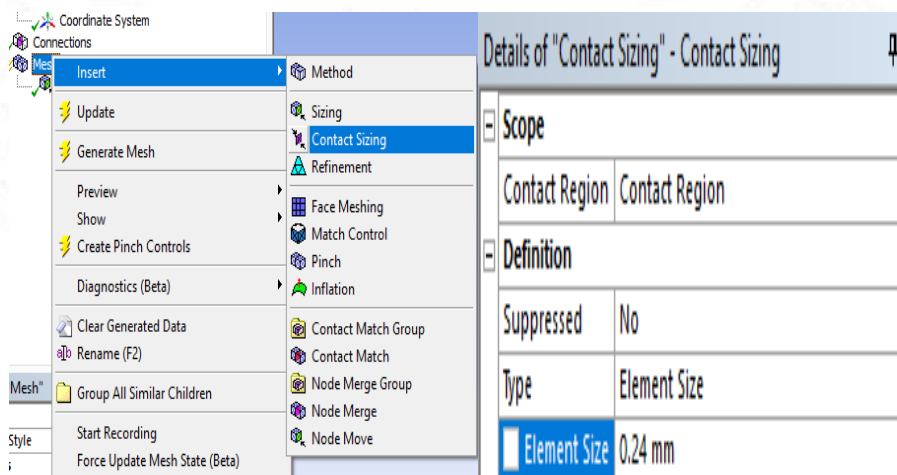 Coordinate System
Connections
Mes
Insert
Update
Generate Mesh
Preview
Show
Create Pinch Controls
Diagnostics (Beta)
Clear Generated Data
Rename (F2)
Group All Similar Children
Start Recording
Force Update Mesh State (Beta)
Mesh"
Style
Method
Sizing
Contact Sizing
Refinement
Face Meshing
Match Control
Pinch
Inflation
Contact Match Group
Contact Match
Node Merge Group
Node Merge
Node Move
Details of "Contact Sizing" - Contact Sizing
Scope
Contact Region Contact Region
Definition
Suppressed No
Type Element Size
Element Size 0.24 mm